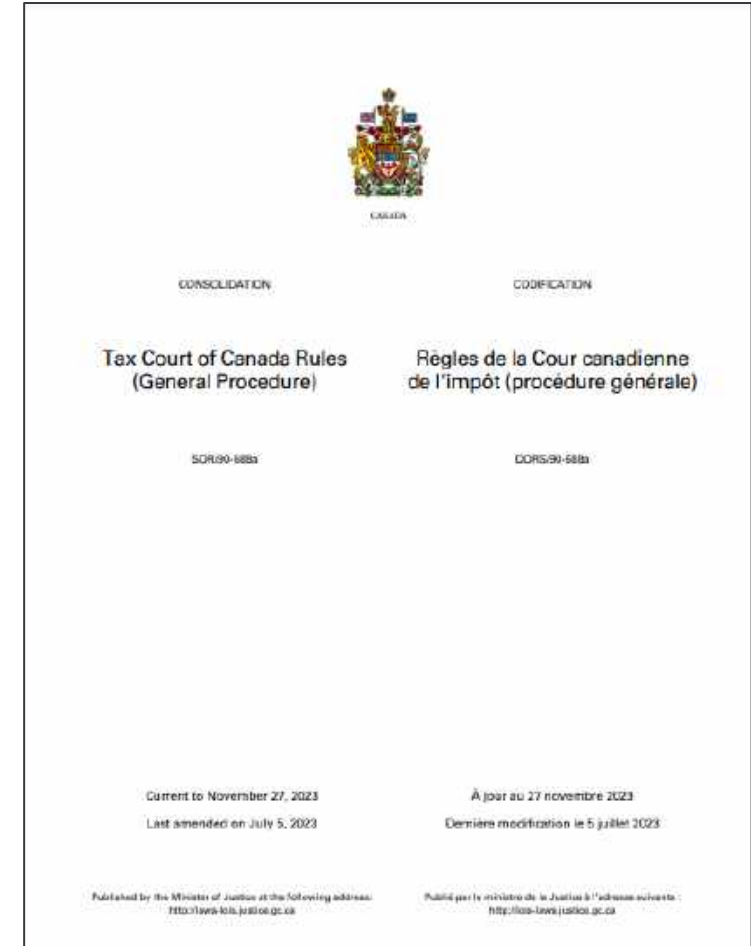 CANADA
CONSOLIDATION
Tax Court of Canada Rules
(General Procedure)
SOR/90-688a
Current to November 27, 2023
Last amended on July 5, 2023
Published by the Minister of Justice at the following address:
http://laws-lois.justice.gc.ca
CODIFICATION
Règles de la Cour canadienne
de l'impôt (procédure générale)
DORS/90-688a
À jour au 27 novembre 2023
Dernière modification le 5 juillet 2023
Publié par le ministre de la Justice à l'adresse suivante :
http://lois-laws.justice.gc.ca